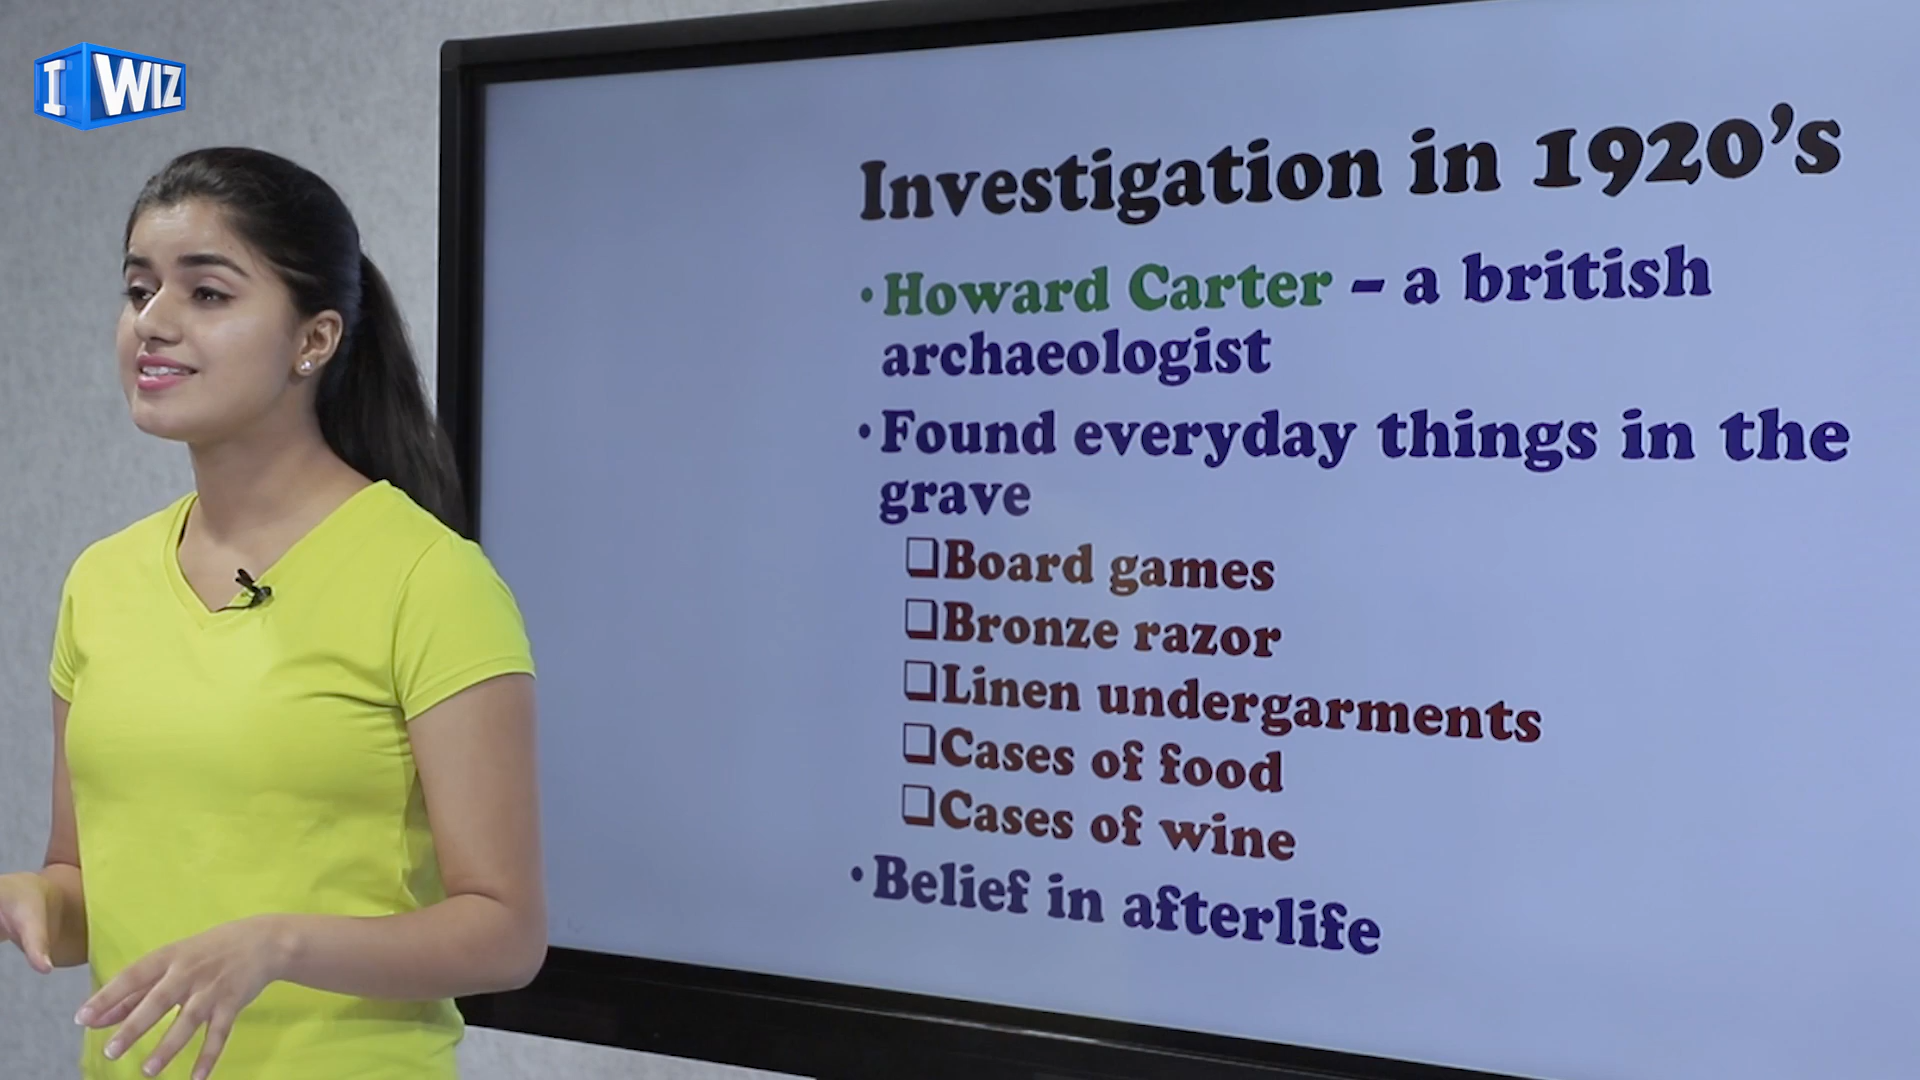 I WIZ
Investigation in 1920's
•Howard Carter – a british
archaeologist
•Found everyday things in the
grave
❑Board games
❑Bronze razor
❑Linen undergarments
❑Cases of food
❑Cases of wine
•Belief in afterlife